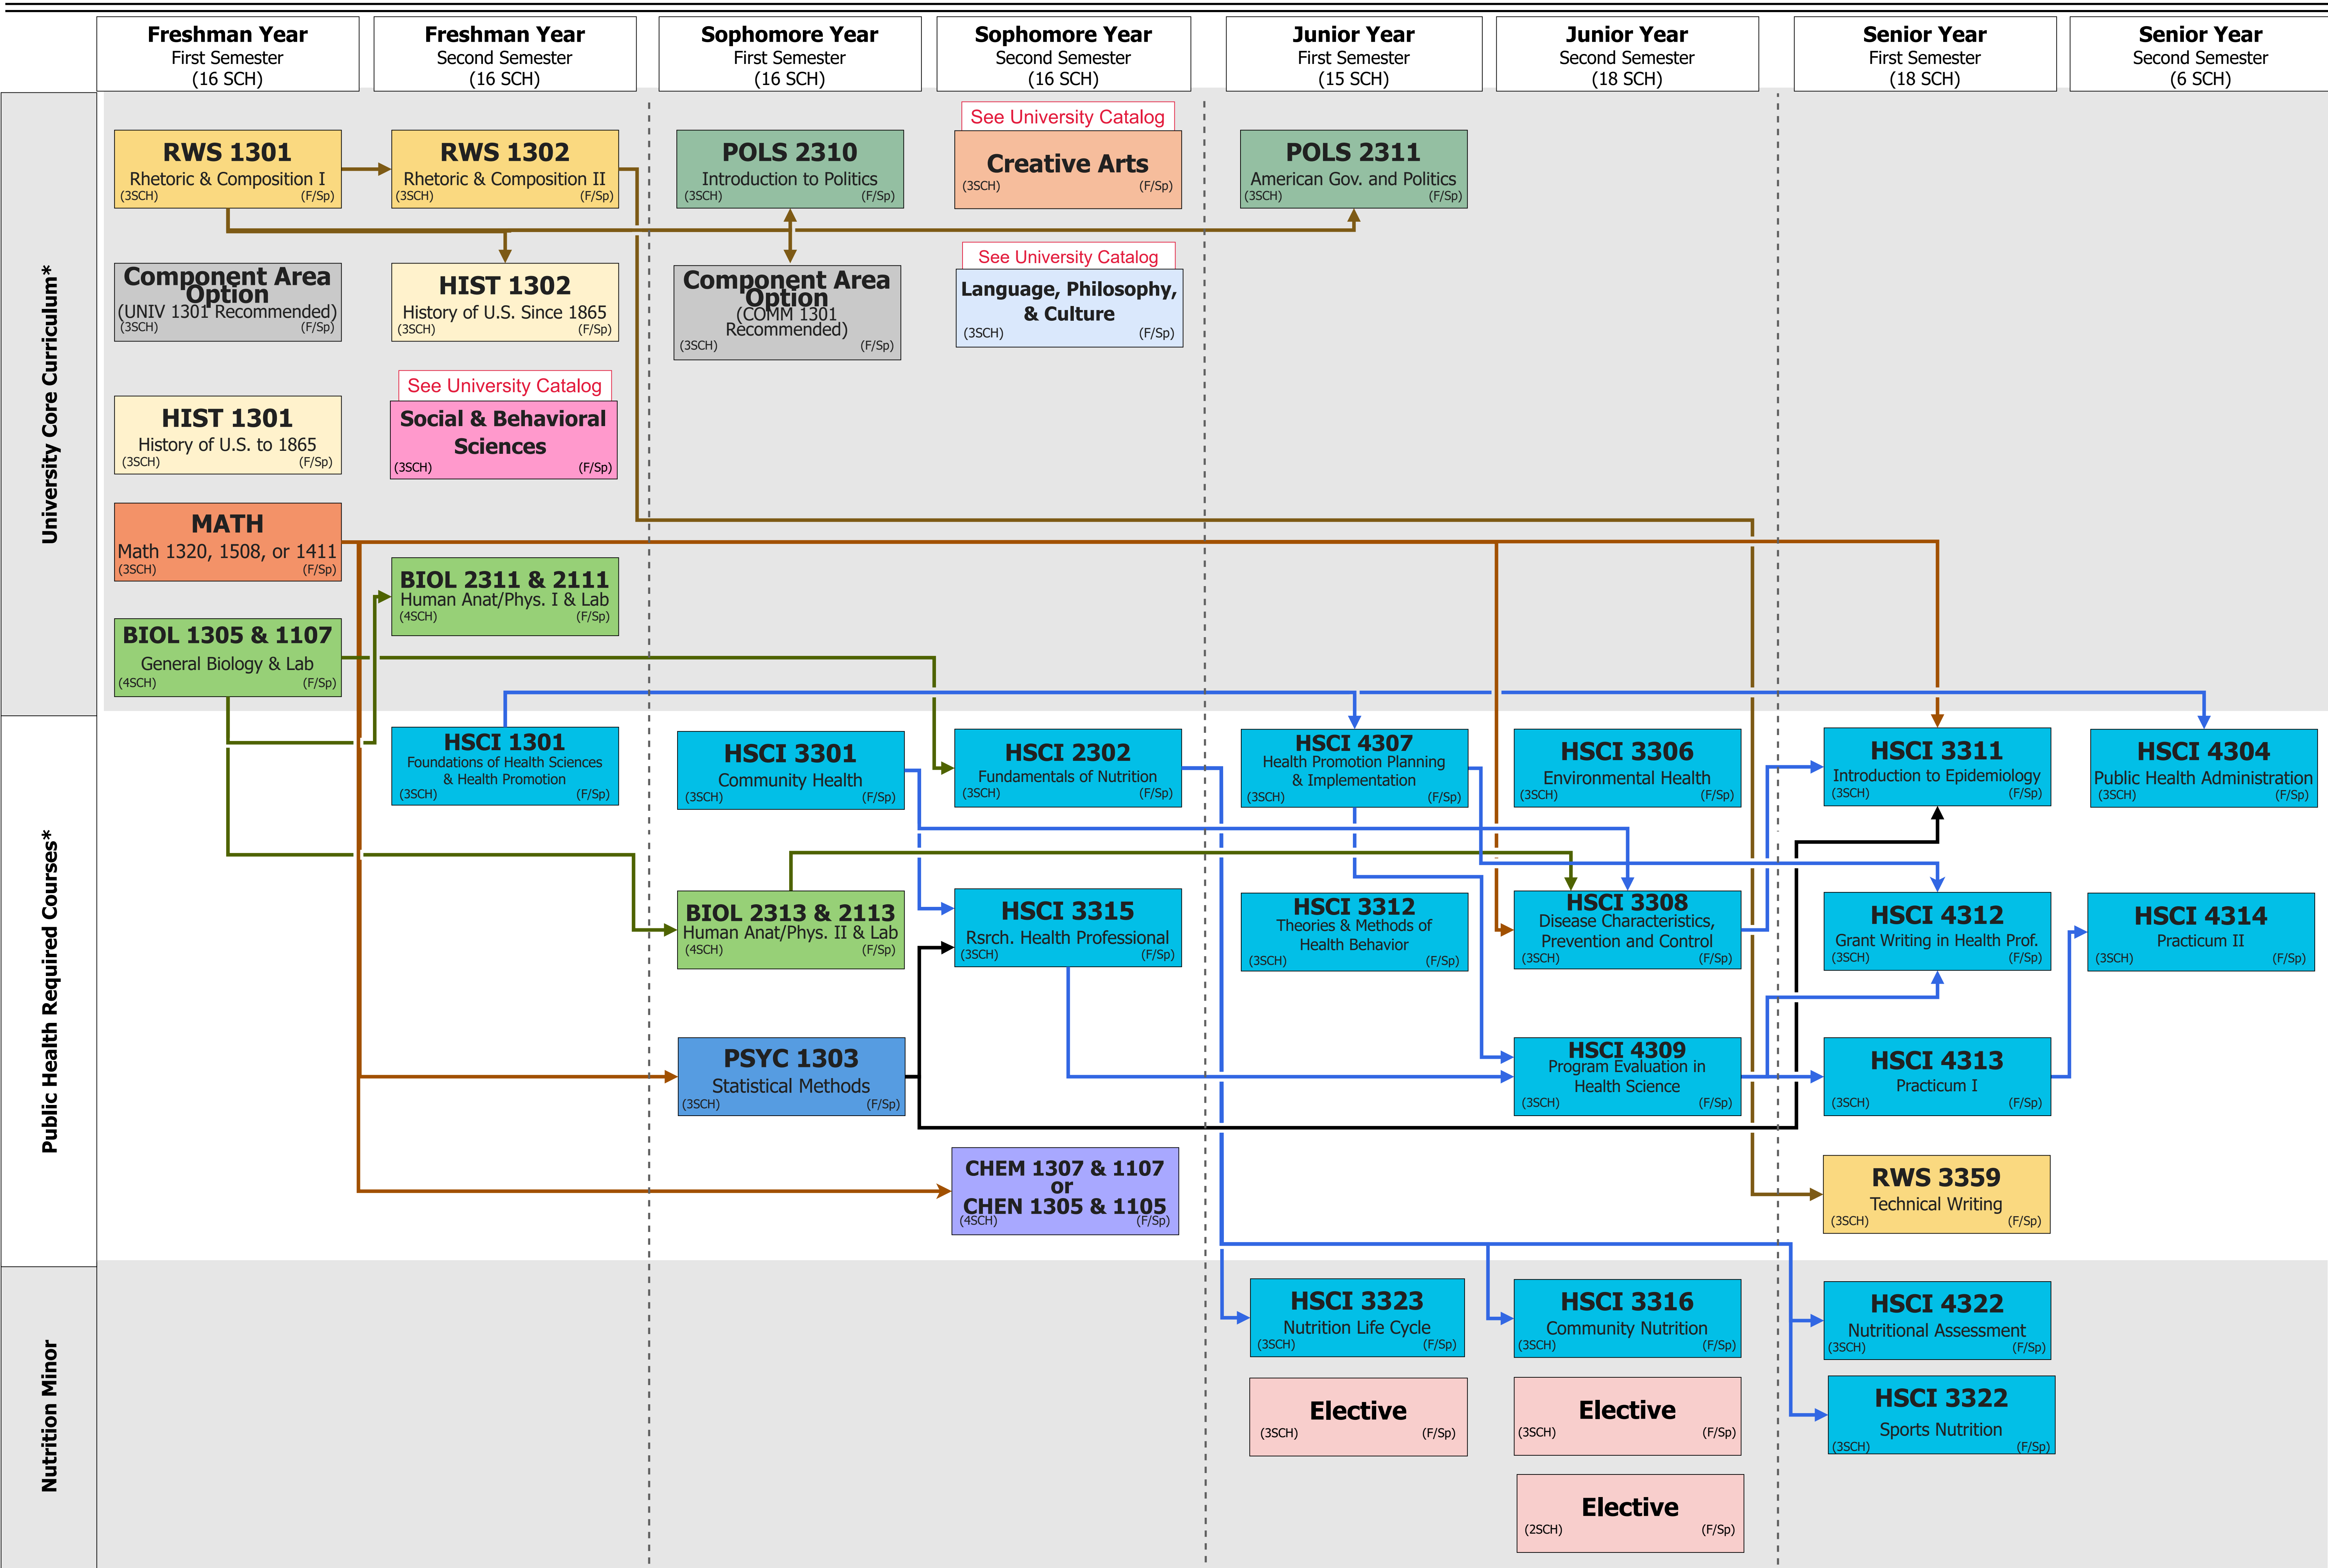 Freshman Year
First Semester
(16 SCH)
Freshman Year
Second Semester
(16 SCH)
Sophomore Year
First Semester
(16 SCH)
Sophomore Year
Second Semester
(16 SCH)
Junior Year
First Semester
(15 SCH)
Junior Year
Second Semester
(18 SCH)
Senior Year
First Semester
(18 SCH)
Senior Year
Second Semester
(6 SCH)
University Core Curriculum*
RWS 1301
Rhetoric & Composition I
(3SCH) (F/Sp)
RWS 1302
Rhetoric & Composition II
(3SCH) (F/Sp)
POLS 2310
Introduction to Politics
(3SCH) (F/Sp)
See University Catalog
Creative Arts
(3SCH) (F/Sp)
POLS 2311
American Gov. and Politics
(3SCH) (F/Sp)
Component Area
Option
(UNIV 1301 Recommended)
(3SCH) (F/Sp)
HIST 1302
History of U.S. Since 1865
(3SCH) (F/Sp)
Component Area
Option
(COMM 1301
Recommended)
(3SCH) (F/Sp)
See University Catalog
Language, Philosophy,
& Culture
(3SCH) (F/Sp)
HIST 1301
History of U.S. to 1865
(3SCH) (F/Sp)
See University Catalog
Social & Behavioral
Sciences
(3SCH) (F/Sp)
MATH
Math 1320, 1508, or 1411
(3SCH) (F/Sp)
BIOL 2311 & 2111
Human Anat/Phys. I & Lab
(4SCH) (F/Sp)
BIOL 1305 & 1107
General Biology & Lab
(4SCH) (F/Sp)
Public Health Required Courses*
HSCI 1301
Foundations of Health Sciences
& Health Promotion
(3SCH) (F/Sp)
HSCI 3301
Community Health
(3SCH) (F/Sp)
HSCI 2302
Fundamentals of Nutrition
(3SCH) (F/Sp)
HSCI 4307
Health Promotion Planning
& Implementation
(3SCH) (F/Sp)
HSCI 3306
Environmental Health
(3SCH) (F/Sp)
HSCI 3311
Introduction to Epidemiology
(3SCH) (F/Sp)
HSCI 4304
Public Health Administration
(3SCH) (F/Sp)
BIOL 2313 & 2113
Human Anat/Phys. II & Lab
(4SCH) (F/Sp)
HSCI 3315
Rsrch. Health Professional
(3SCH) (F/Sp)
HSCI 3312
Theories & Methods of
Health Behavior
(3SCH) (F/Sp)
HSCI 3308
Disease Characteristics,
Prevention and Control
(3SCH) (F/Sp)
HSCI 4312
Grant Writing in Health Prof.
(3SCH) (F/Sp)
HSCI 4314
Practicum II
(3SCH) (F/Sp)
PSYC 1303
Statistical Methods
(3SCH) (F/Sp)
HSCI 4309
Program Evaluation in
Health Science
(3SCH) (F/Sp)
HSCI 4313
Practicum I
(3SCH) (F/Sp)
CHEM 1307 & 1107
or
CHEN 1305 & 1105
(4SCH) (F/Sp)
RWS 3359
Technical Writing
(3SCH) (F/Sp)
Nutrition Minor
HSCI 3323
Nutrition Life Cycle
(3SCH) (F/Sp)
HSCI 3316
Community Nutrition
(3SCH) (F/Sp)
HSCI 4322
Nutritional Assessment
(3SCH) (F/Sp)
Elective
(3SCH) (F/Sp)
Elective
(3SCH) (F/Sp)
HSCI 3322
Sports Nutrition
(3SCH) (F/Sp)
Elective
(2SCH) (F/Sp)